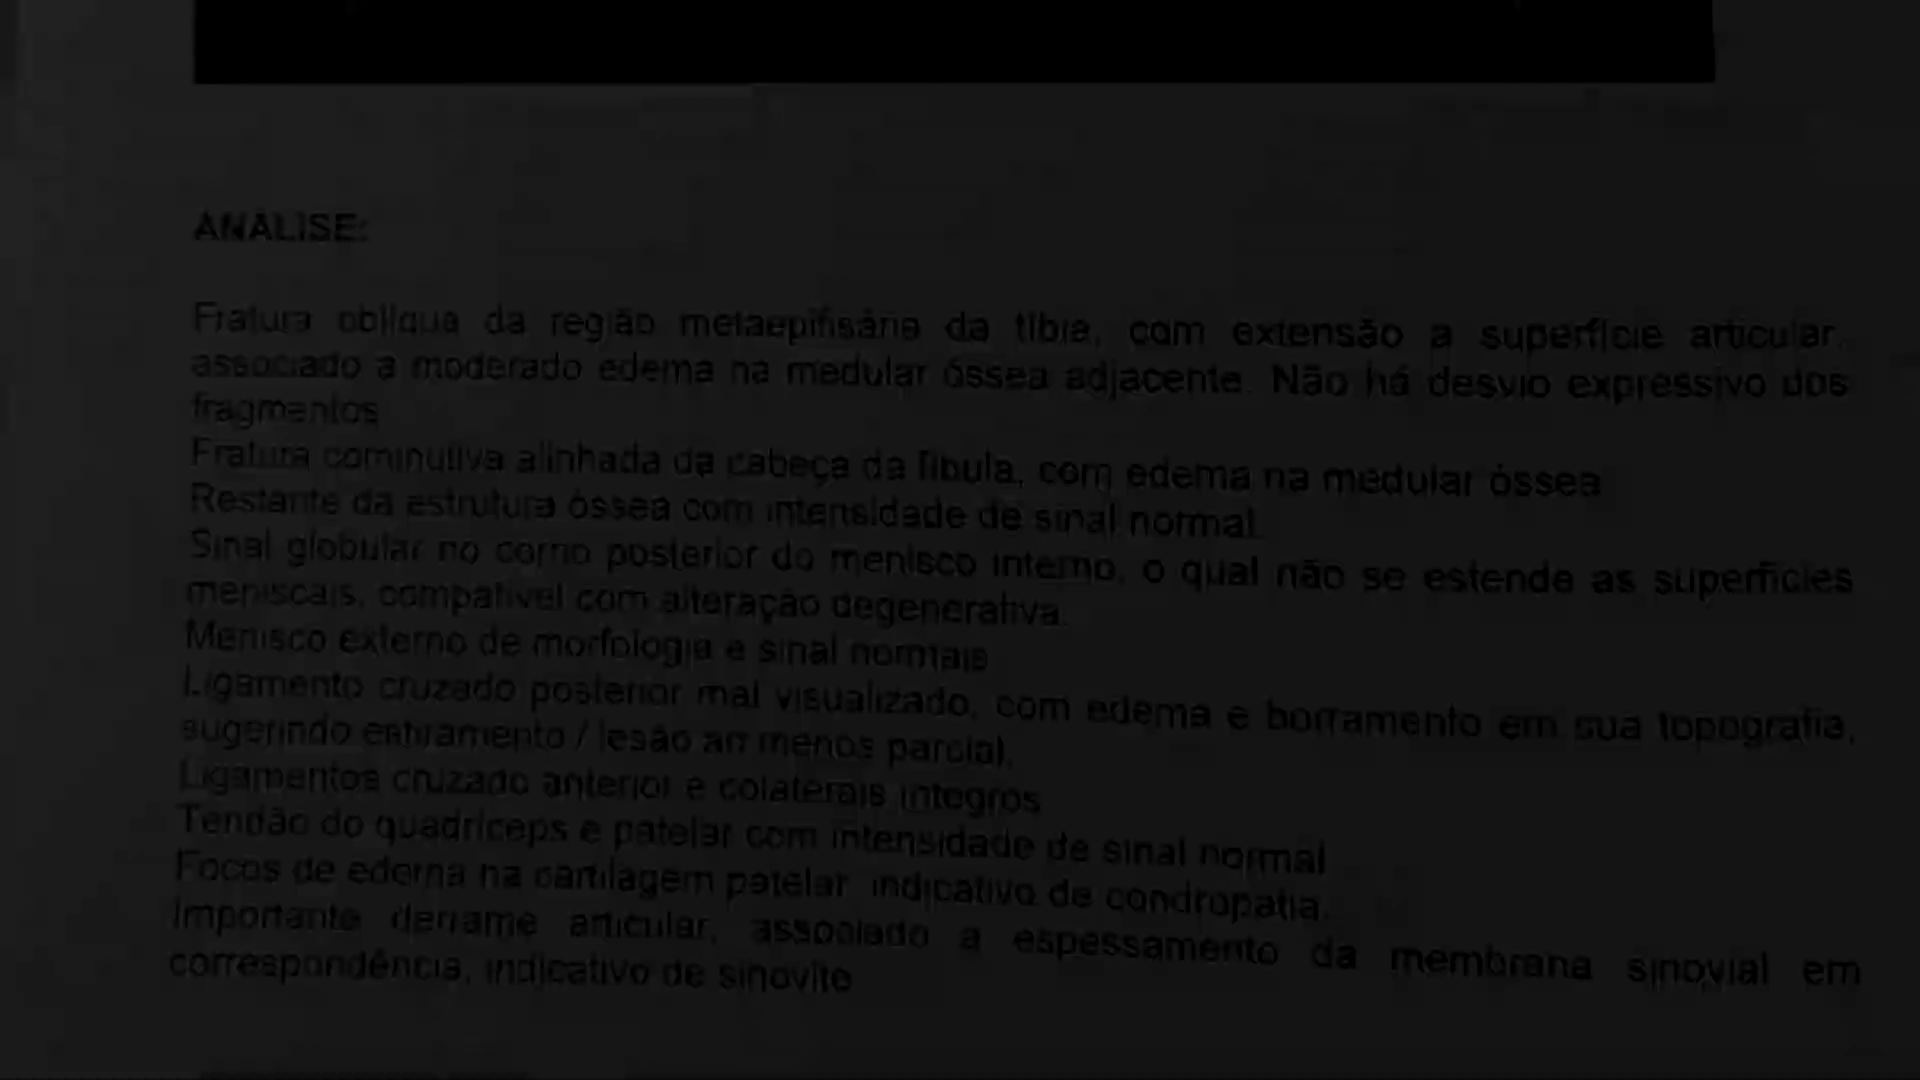 ANÁLISE:
Fratura oblíqua da região metaepifisária da tíbia, com extensão a superfície articular,
associado a moderado edema na medular óssea adjacente. Não há desvio expressivo dos
fragmentos
Fratura cominutiva alinhada da cabeça da fíbula, com edema na medular óssea
Restante da estrutura óssea com intensidade de sinal normal.
Sinal globular no corno posterior do menisco interno, o qual não se estende as superfícies
meniscais, compatível com alteração degenerativa.
Menisco externo de morfologia e sinal normais
Ligamento cruzado posterior mal visualizado, com edema e borramento em sua topografia,
sugerindo estiramento / lesão ao menos parcial.
Ligamentos cruzado anterior e colaterais íntegros
Tendão do quadríceps e patelar com intensidade de sinal normal
Focos de edema na cartilagem patelar, indicativo de condropatia.
Importante derrame articular, associado a espessamento da membrana sinovial em
correspondência, indicativo de sinovite